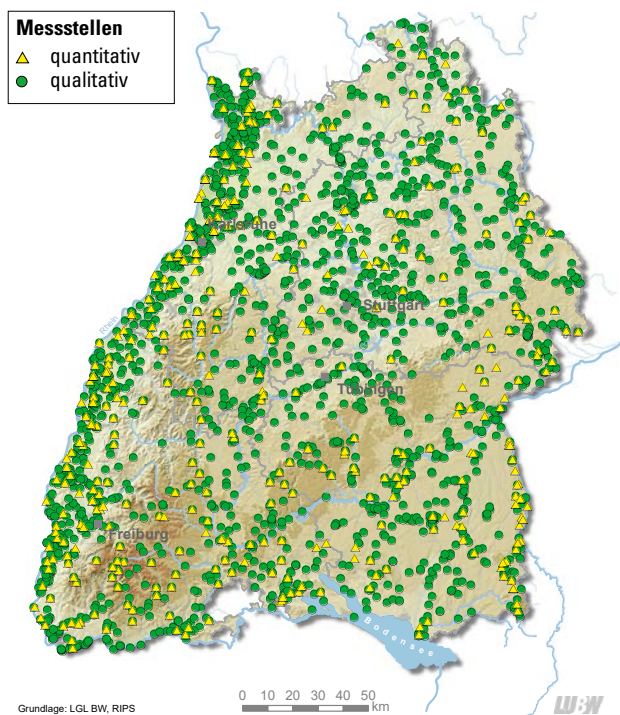 Messstellen
quantitativ
qualitativ
Karlsruhe
Rhein
Stuttgart
Tübingen
Freiburg
Bodensee
0 10 20 30 40 50
km
Grundlage: LGL BW, RIPS
LUBW